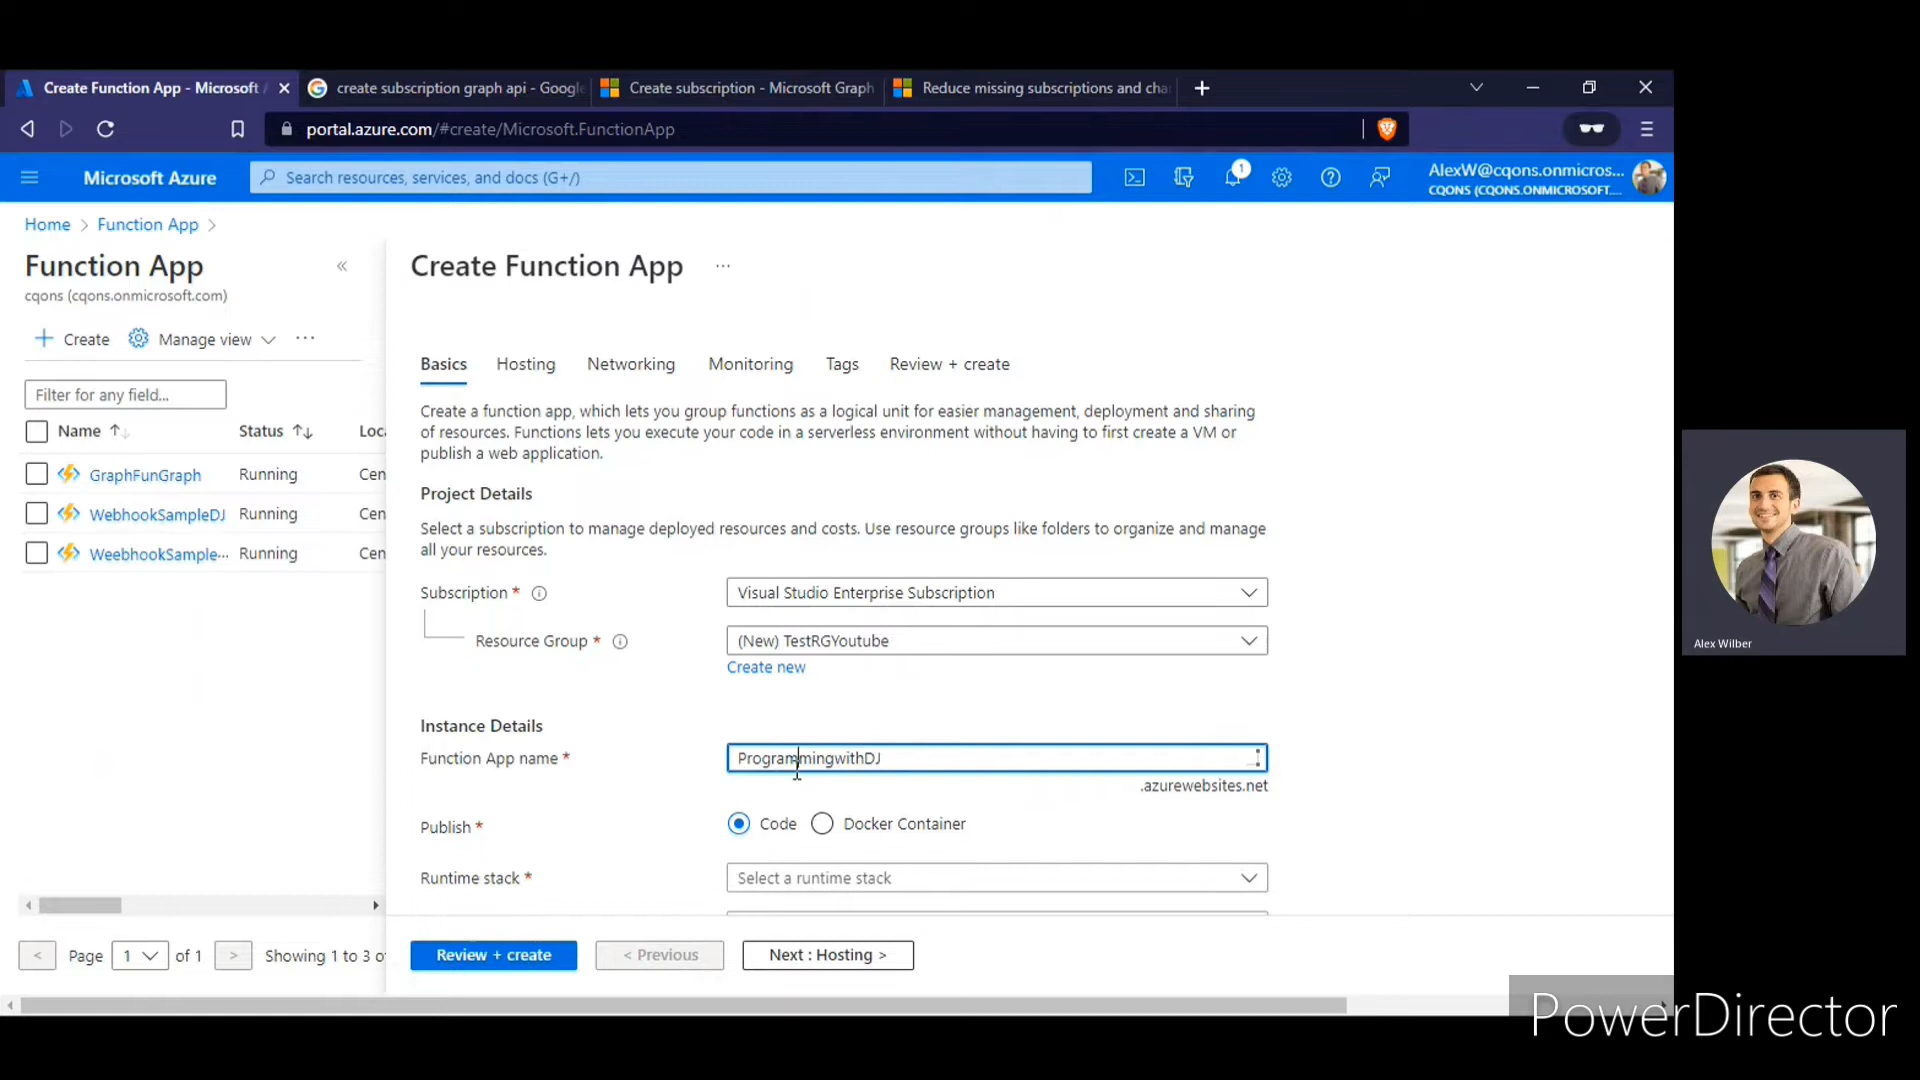 Create Function App - Microsoft A
create subscription graph api - Google
Create subscription - Microsoft Graph
Reduce missing subscriptions and cha
portal.azure.com/#create/Microsoft.FunctionApp
Microsoft Azure
Search resources, services, and docs (G+/)
1
AlexW@cqons.onmicros...
CQONS (CQONS.ONMICROSOFT....
Home > Function App >
Function App
cqons (cqons.onmicrosoft.com)
Create
Manage view
Filter for any field...
Name
Status
Loca
GraphFunGraph
Running
Cen
WebhookSampleDJ
Running
Cen
WeebhookSample...
Running
Cen
< Page 1 of 1 > Showing 1 to 3 o
Create Function App
...
Basics
Hosting
Networking
Monitoring
Tags
Review + create
Create a function app, which lets you group functions as a logical unit for easier management, deployment and sharing
of resources. Functions lets you execute your code in a serverless environment without having to first create a VM or
publish a web application.
Project Details
Select a subscription to manage deployed resources and costs. Use resource groups like folders to organize and manage
all your resources.
Subscription *
Visual Studio Enterprise Subscription
Resource Group *
(New) TestRGYoutube
Create new
Instance Details
Function App name *
ProgrammingwithDJ
.azurewebsites.net
Publish *
Code
Docker Container
Runtime stack *
Select a runtime stack
Review + create
< Previous
Next : Hosting >
Alex Wilber
PowerDirector